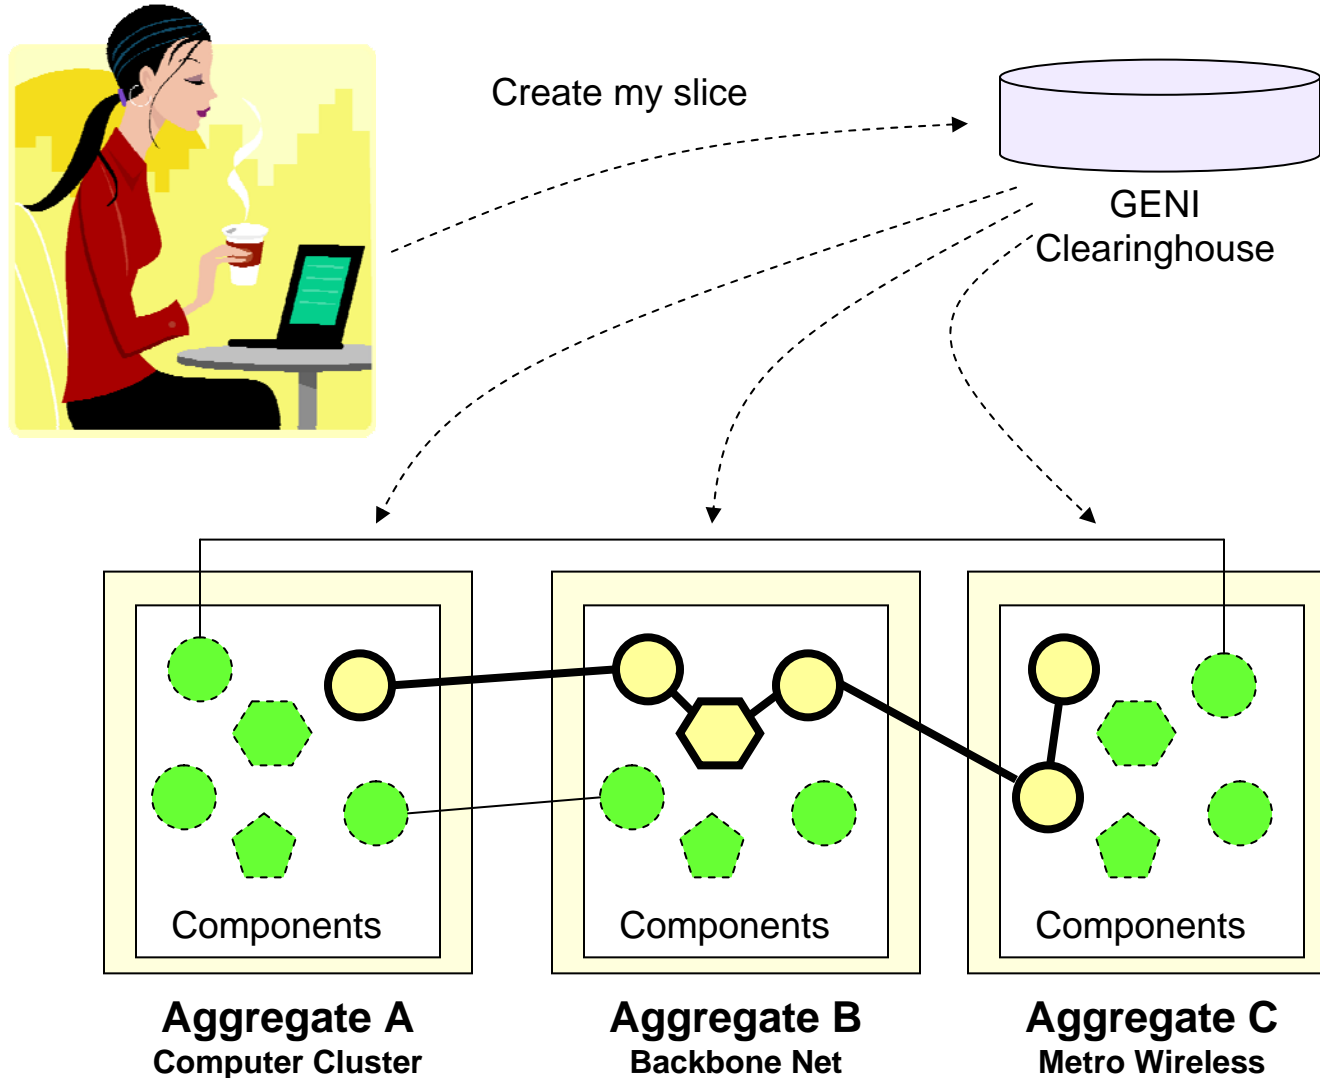 Create my slice
GENI
Clearinghouse
Components
Components
Components
Aggregate A
Computer Cluster
Aggregate B
Backbone Net
Aggregate C
Metro Wireless